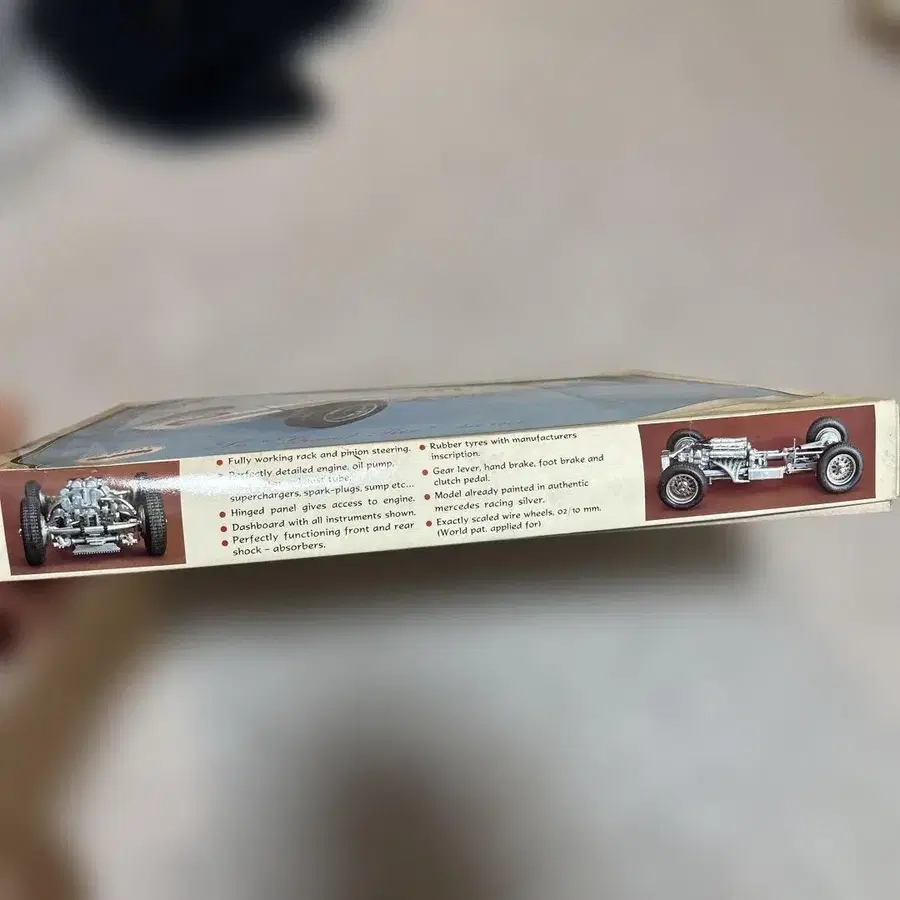 Fully working rack and pinion steering.
Perfectly detailed engine, oil pump,
tube,
superchargers, spark-plugs, sump etc...
Hinged panel gives access to engine.
Dashboard with all instruments shown.
Perfectly functioning front and rear
shock – absorbers.
Rubber tyres with manufacturers
inscription.
Gear lever, hand brake, foot brake and
clutch pedal.
Model already painted in authentic
mercedes racing silver.
Exactly scaled wire wheels, 02/10 mm.
(World pat. applied for)